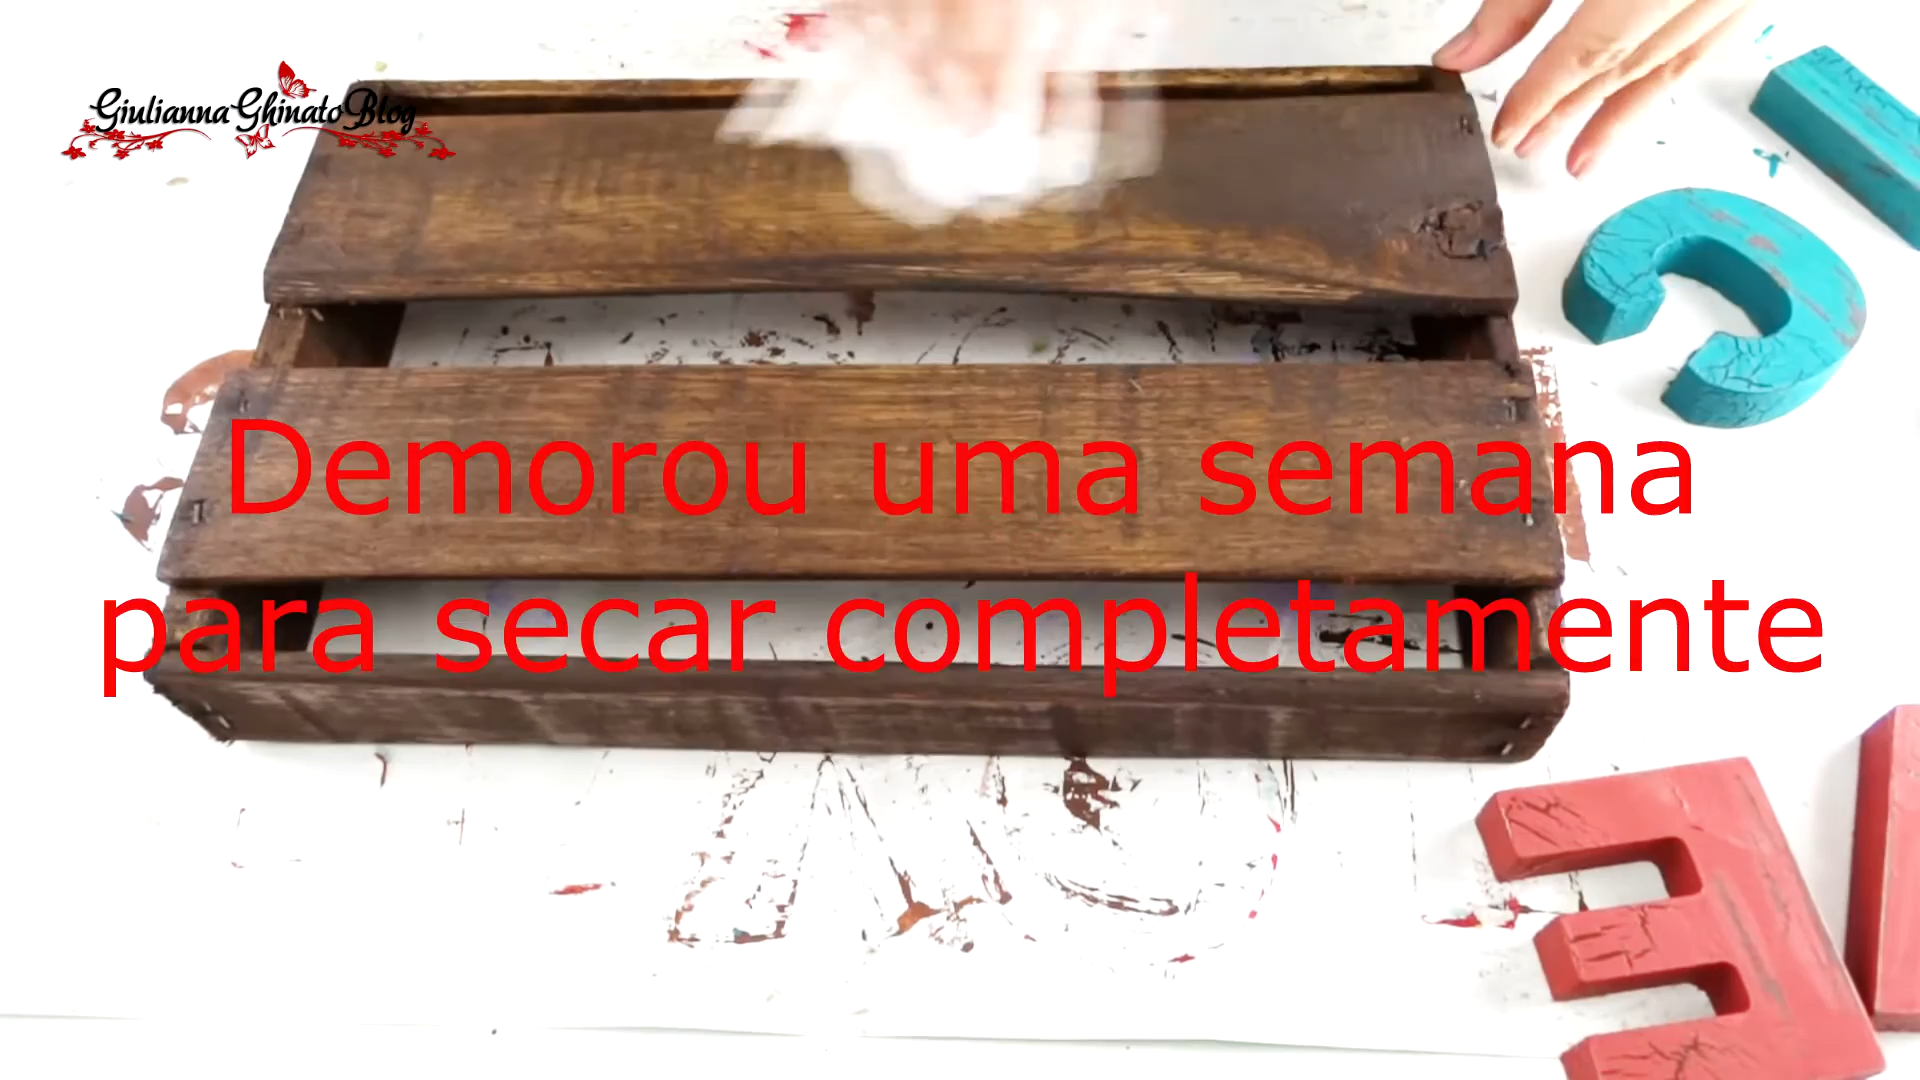 Giulianna Ghinato Blog
Demorou uma semana
para secar completamente